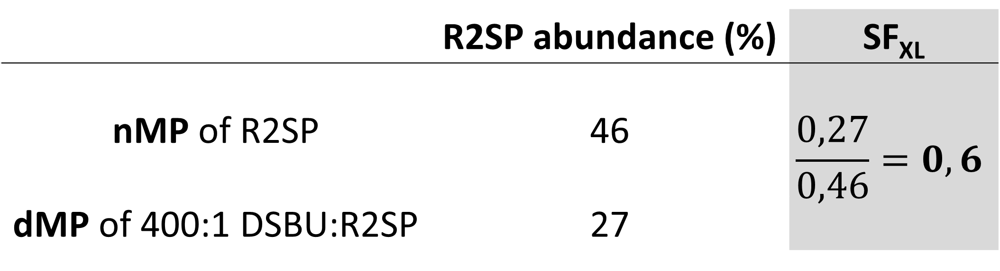 R2SP abundance (%) SF_XL
nMP of R2SP 46
0,27
0,46
= 0,6
dMP of 400:1 DSBU:R2SP 27